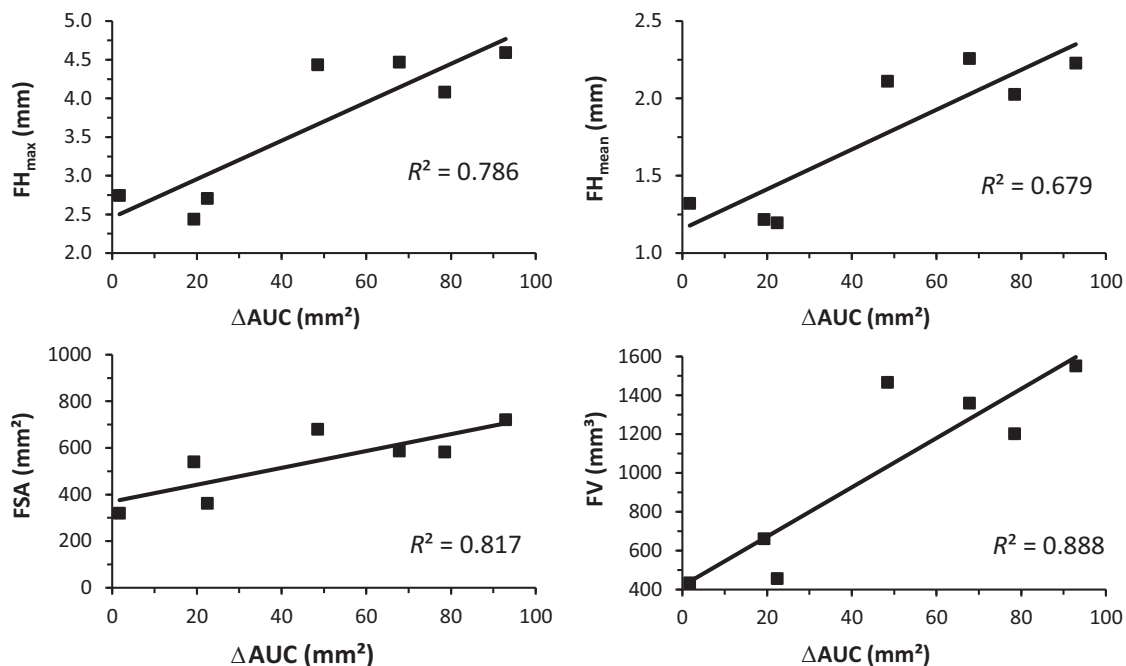 5.0
4.5
4.0
3.5
3.0
2.5
2.0
FHmax (mm)
R² = 0.786
0 20 40 60 80 100
ΔAUC (mm²)
2.5
2.0
1.5
1.0
FHmean (mm)
R² = 0.679
0 20 40 60 80 100
ΔAUC (mm²)
1000
800
600
400
200
0
FSA (mm²)
R² = 0.817
0 20 40 60 80 100
ΔAUC (mm²)
1600
1400
1200
1000
800
600
400
FV (mm³)
R² = 0.888
0 20 40 60 80 100
ΔAUC (mm²)